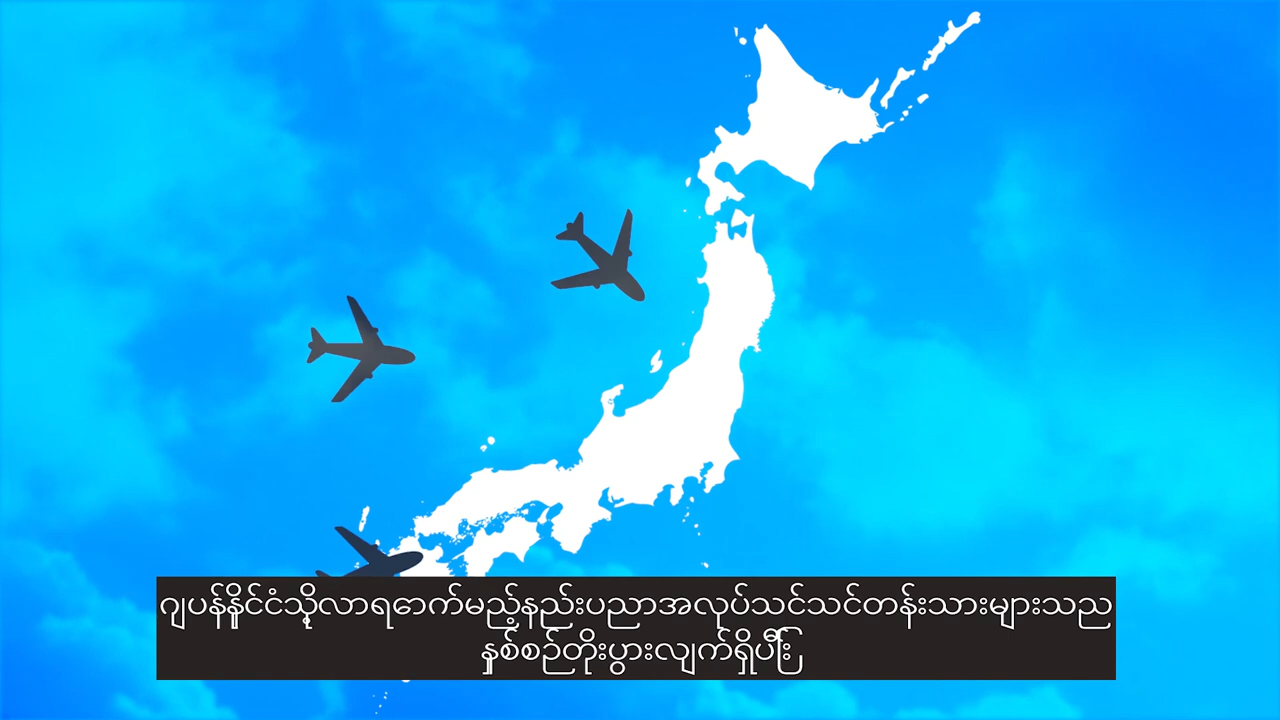 ဂျပန်နိုင်ငံသို့လာရောက်မည့်နည်းပညာအလုပ်သင်သင်တန်းသားများသည
နှစ်စဉ်တိုးပွားလျက်ရှိပြီး